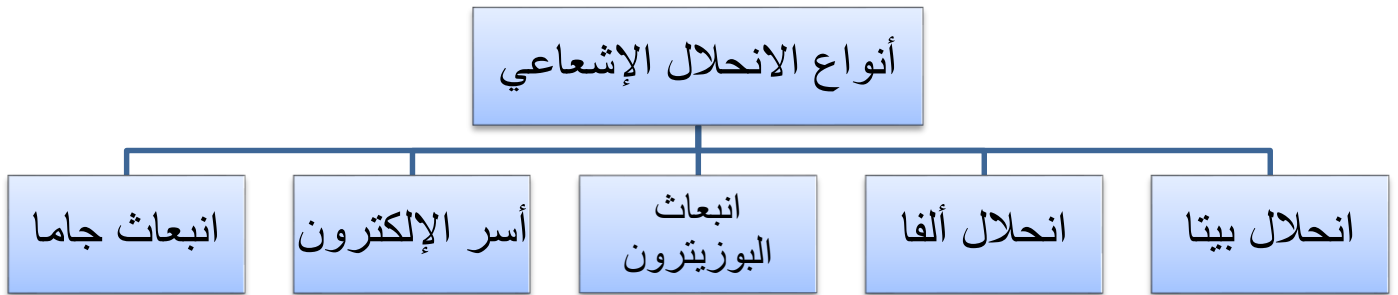 أنواع الانحلال الإشعاعي
انحلال بيتا
انحلال ألفا
انبعاث
البوزيترون
أسر الإلكترون
انبعاث جاما